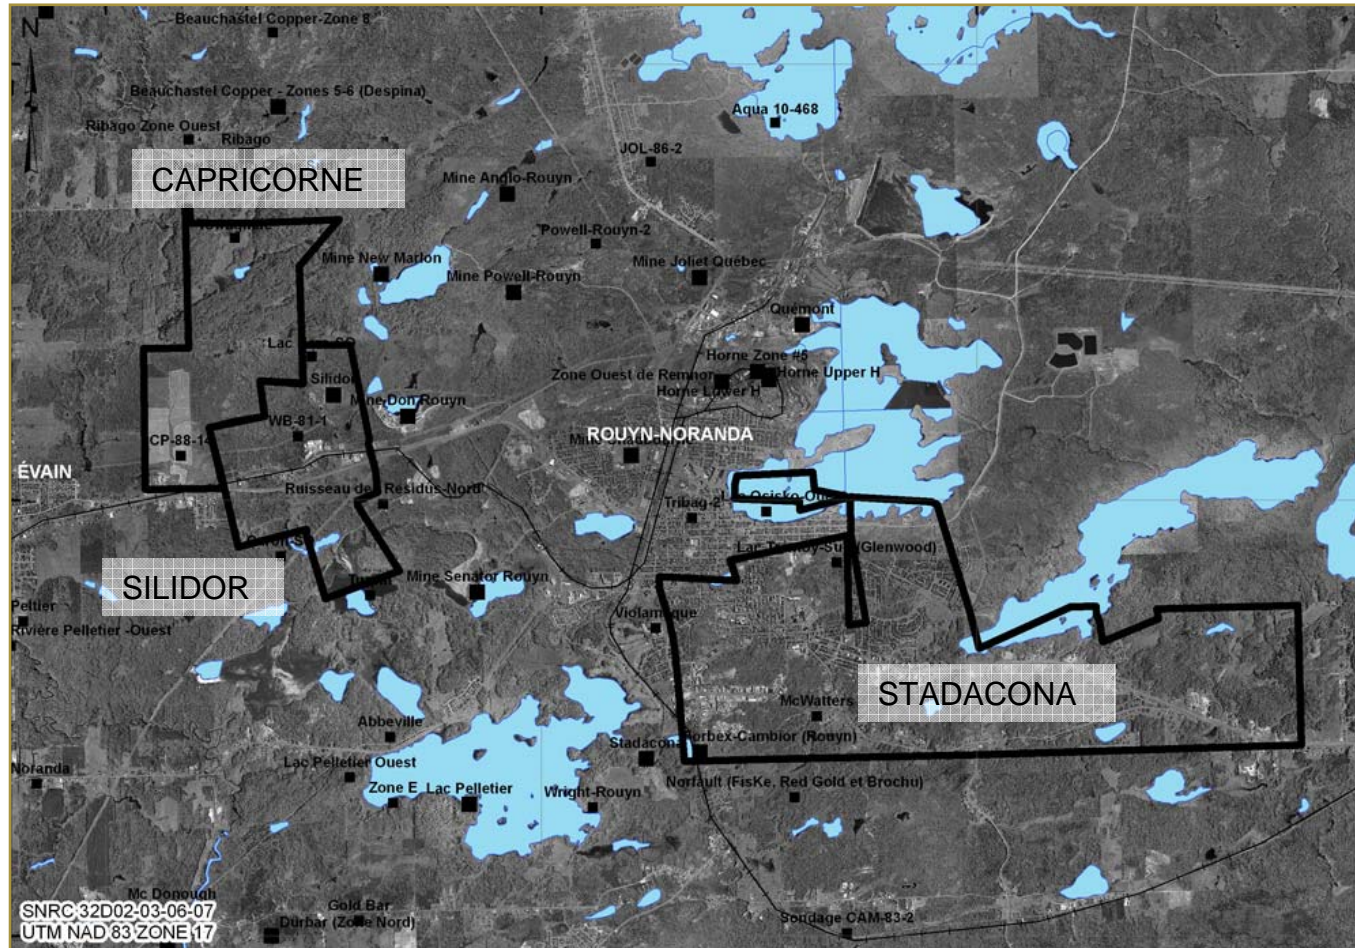 Beauchastel Copper-Zone 8
N
Beauchastel Copper - Zones 5-6 (Despina)
Aqua 10-468
Ribago Zone Ouest
Ribago
JOL-86-2
CAPRICORNE
Mine Anglo-Rouyn
Powell-Rouyn-2
Mine New Marlon
Mine Joliet Québec
Mine Powell-Rouyn
Quémont
Lac
Horne Zone #5
Silidor
Zone Ouest de Remnor
Horne Upper H
Horne Lower H
Mine Don Rouyn
WB-81-1
CP-88-14
ROUYN-NORANDA
Mine
ÉVAIN
Ruisseau des Résidus-Nord
Tribag-2
Lac Osisko-Ouest
Lac Sud (Glenwood)
SILIDOR
Mine Senator Rouyn
Peltier
Rivière Pelletier -Ouest
Violamaque
STADACONA
McWatters
Abbeville
Stadacona
Forbex-Cambior (Rouyn)
Noranda
Lac Pelletier Ouest
Zone E
Lac Pelletier
Wright-Rouyn
Norfault (FisKe, Red Gold et Brochu)
Mc Donough
Gold Bar
SNRC 32D02-03-06-07
Durbar (Zone Nord)
Sondage CAM-83-2
UTM NAD 83 ZONE 17